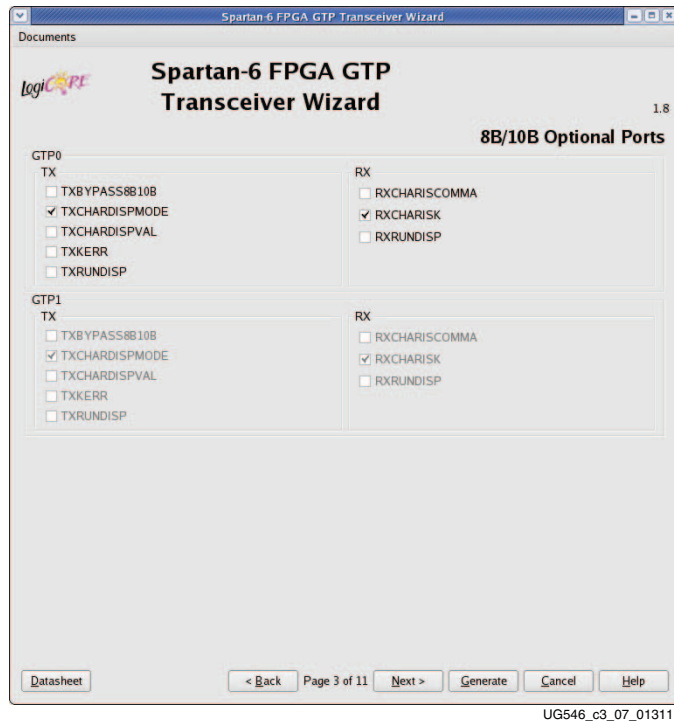 Spartan-6 FPGA GTP Transceiver Wizard
Documents
logiCORE
Spartan-6 FPGA GTP
Transceiver Wizard
1.8
8B/10B Optional Ports
GTP0
TX
TXBYPASS8B10B
TXCHARDISPMODE
TXCHARDISPVAL
TXKERR
TXRUNDISP
RX
RXCHARISCOMMA
RXCHARISK
RXRUNDISP
GTP1
TX
TXBYPASS8B10B
TXCHARDISPMODE
TXCHARDISPVAL
TXKERR
TXRUNDISP
RX
RXCHARISCOMMA
RXCHARISK
RXRUNDISP
Datasheet < Back Page 3 of 11 Next > Generate Cancel Help
UG546_c3_07_01311